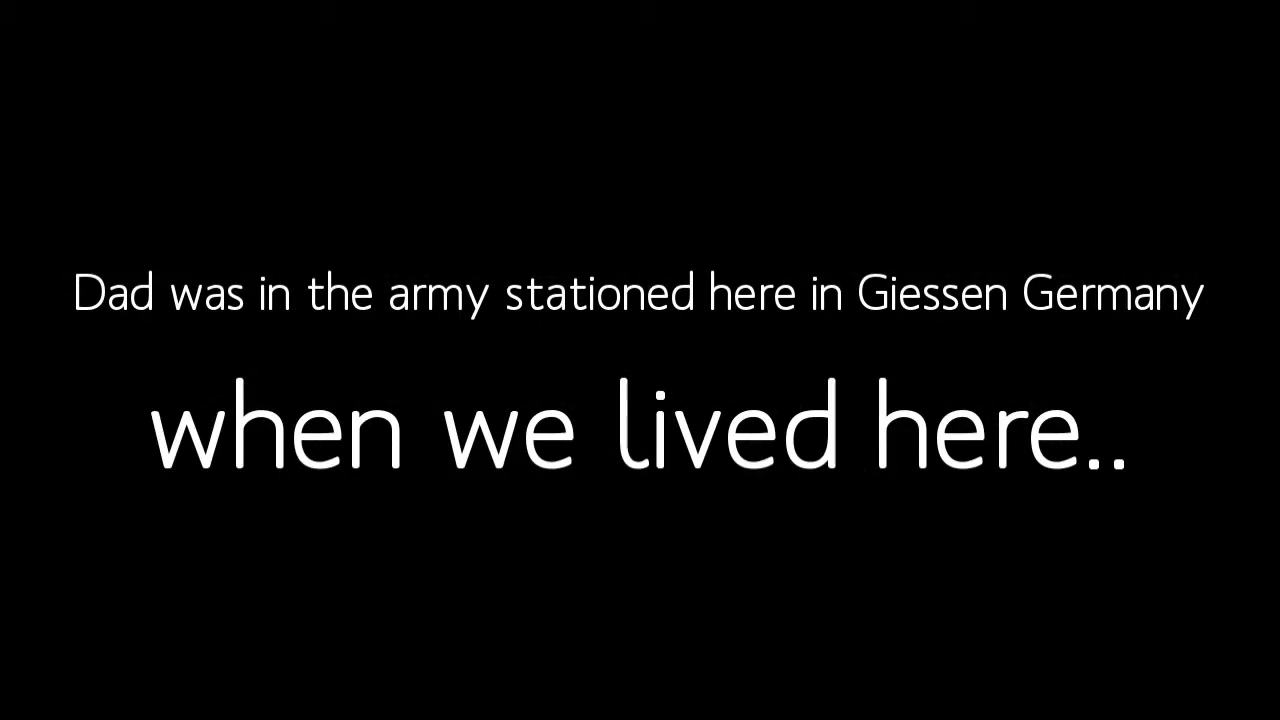 Dad was in the army stationed here in Giessen Germany
when we lived here..